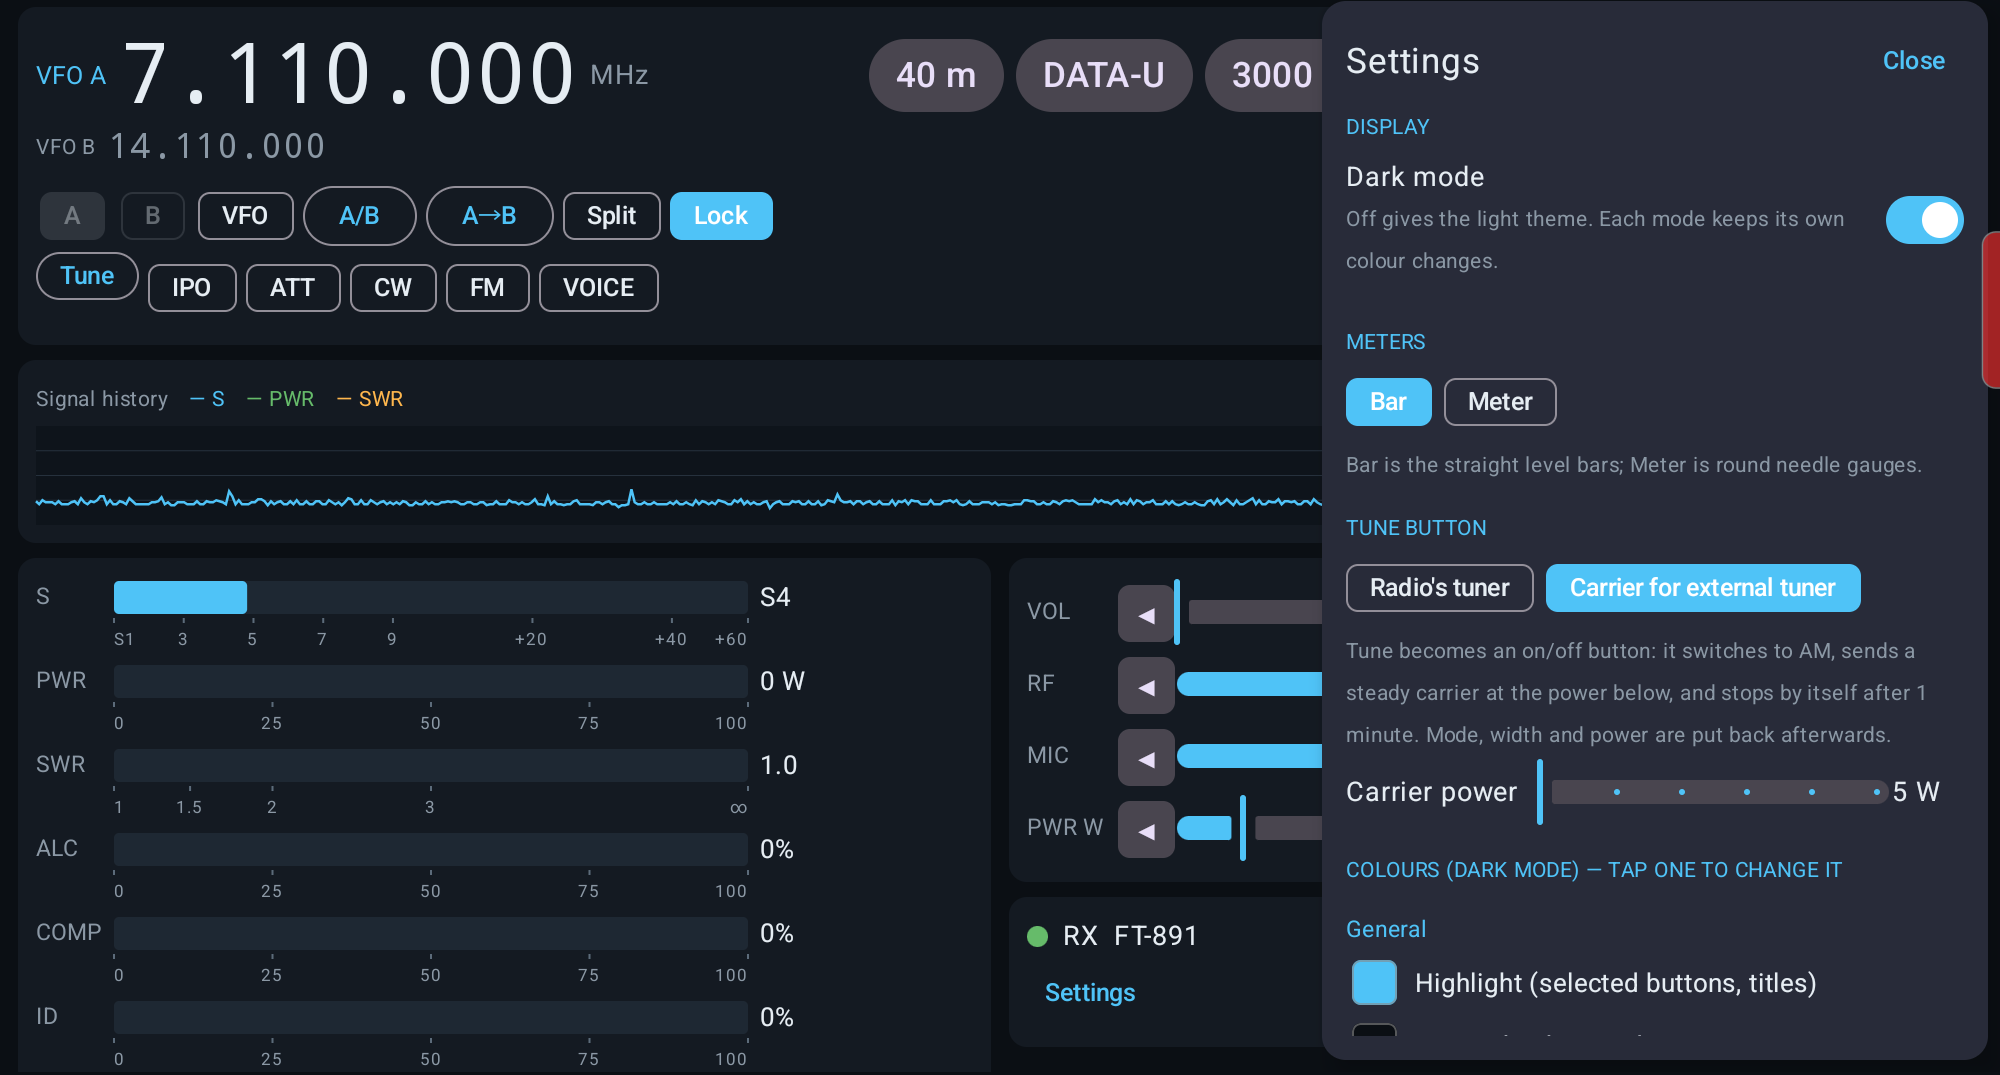 VFO A 7.110.000 MHz
40 m DATA-U 3000
VFO B 14.110.000
A B VFO A/B A→B Split Lock
Tune IPO ATT CW FM VOICE
Signal history — S — PWR — SWR
S S4
S1 3 5 7 9 +20 +40 +60
PWR 0 W
0 25 50 75 100
SWR 1.0
1 1.5 2 3 ∞
ALC 0%
0 25 50 75 100
COMP 0%
0 25 50 75 100
ID 0%
0 25 50 75 100
VOL ◀
RF ◀
MIC ◀
PWR W ◀
RX FT-891
Settings
Settings Close
DISPLAY
Dark mode
Off gives the light theme. Each mode keeps its own
colour changes.
METERS
Bar Meter
Bar is the straight level bars; Meter is round needle gauges.
TUNE BUTTON
Radio's tuner Carrier for external tuner
Tune becomes an on/off button: it switches to AM, sends a
steady carrier at the power below, and stops by itself after 1
minute. Mode, width and power are put back afterwards.
Carrier power 5 W
COLOURS (DARK MODE) — TAP ONE TO CHANGE IT
General
Highlight (selected buttons, titles)